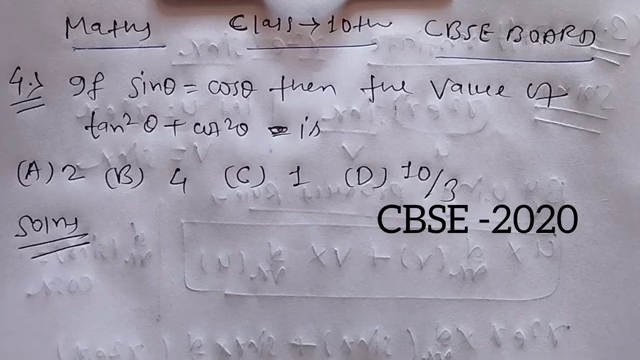 Maths Class → 10th CBSE BOARD
4.) If sinθ = cosθ then the value of
tan²θ + cot²θ = is
(A) 2 (B) 4 (C) 1 (D) 10/3
CBSE -2020
Soln